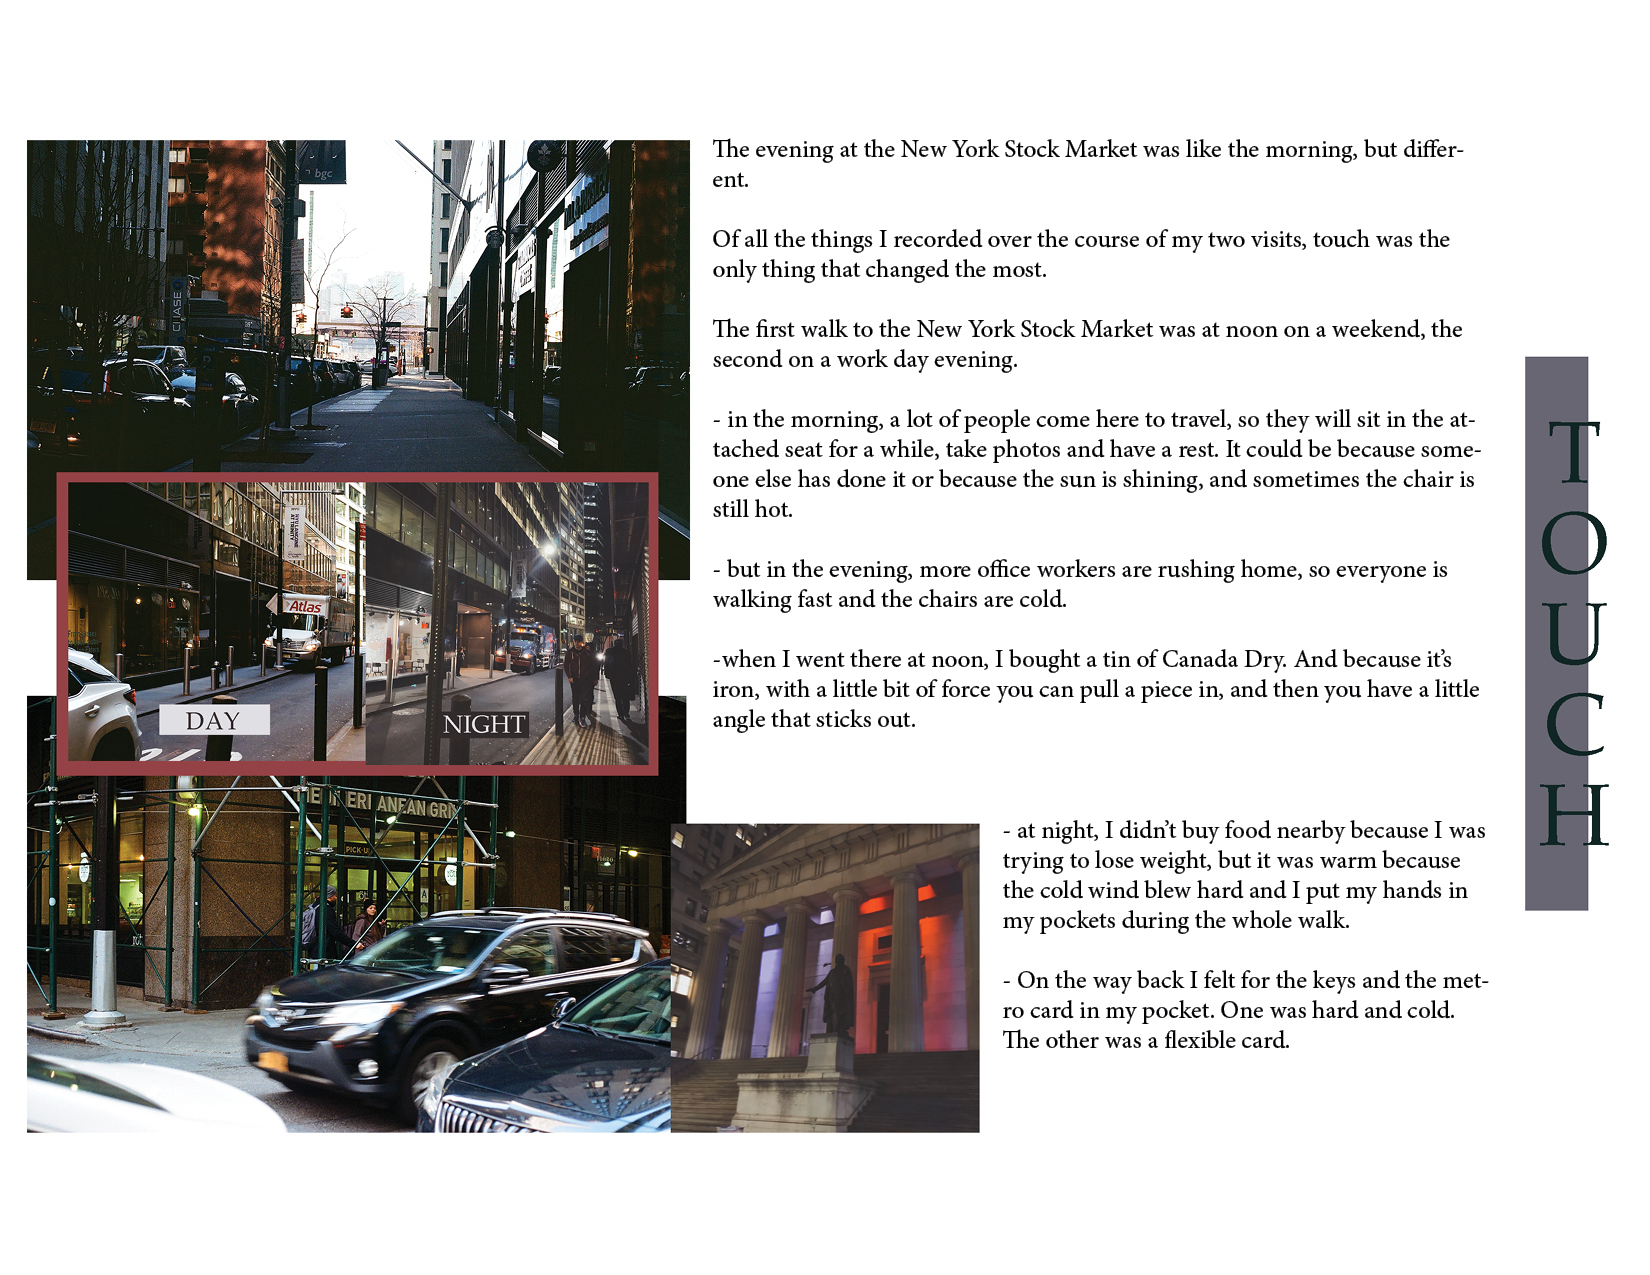 The evening at the New York Stock Market was like the morning, but differ-
ent.
Of all the things I recorded over the course of my two visits, touch was the
only thing that changed the most.
The first walk to the New York Stock Market was at noon on a weekend, the
second on a work day evening.
- in the morning, a lot of people come here to travel, so they will sit in the at-
tached seat for a while, take photos and have a rest. It could be because some-
one else has done it or because the sun is shining, and sometimes the chair is
still hot.
- but in the evening, more office workers are rushing home, so everyone is
walking fast and the chairs are cold.
-when I went there at noon, I bought a tin of Canada Dry. And because it’s
iron, with a little bit of force you can pull a piece in, and then you have a little
angle that sticks out.
- at night, I didn’t buy food nearby because I was
trying to lose weight, but it was warm because
the cold wind blew hard and I put my hands in
my pockets during the whole walk.
- On the way back I felt for the keys and the met-
ro card in my pocket. One was hard and cold.
The other was a flexible card.
TOUCH
bgc
CHASE
Atlas
DAY
NIGHT
PICK-UP